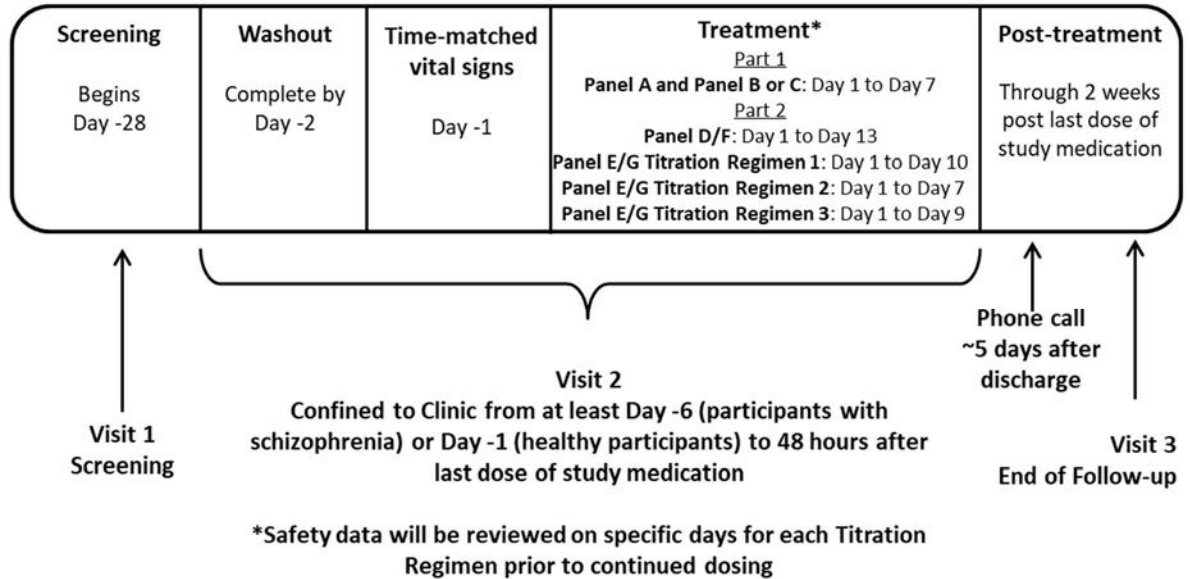 Screening
Begins
Day -28
Washout
Complete by
Day -2
Time-matched
vital signs
Day -1
Treatment*
Part 1
Panel A and Panel B or C: Day 1 to Day 7
Part 2
Panel D/F: Day 1 to Day 13
Panel E/G Titration Regimen 1: Day 1 to Day 10
Panel E/G Titration Regimen 2: Day 1 to Day 7
Panel E/G Titration Regimen 3: Day 1 to Day 9
Post-treatment
Through 2 weeks
post last dose of
study medication
Visit 1
Screening
Visit 2
Confined to Clinic from at least Day -6 (participants with
schizophrenia) or Day -1 (healthy participants) to 48 hours after
last dose of study medication
Phone call
~5 days after
discharge
Visit 3
End of Follow-up
*Safety data will be reviewed on specific days for each Titration
Regimen prior to continued dosing